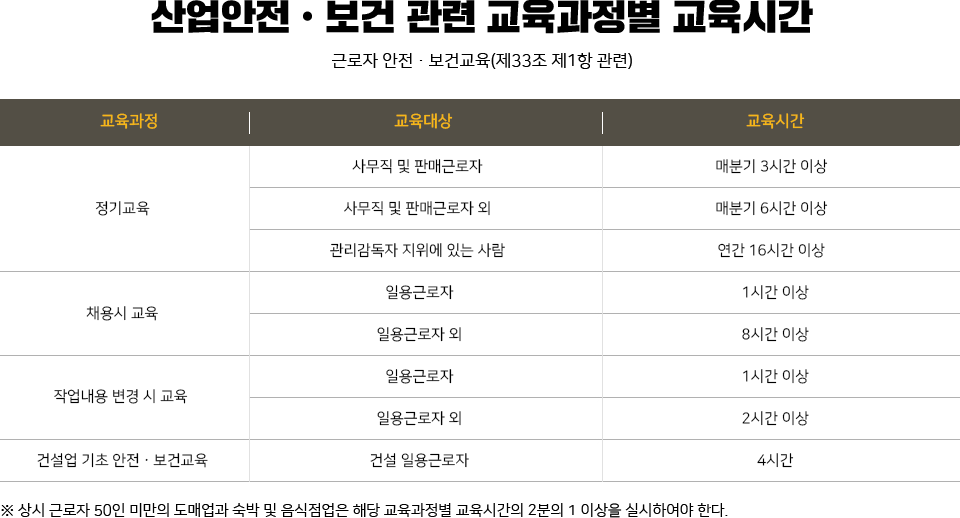 산업안전 · 보건 관련 교육과정별 교육시간
근로자 안전 · 보건교육(제33조 제1항 관련)
교육과정 교육대상 교육시간
정기교육 사무직 및 판매근로자 매분기 3시간 이상
사무직 및 판매근로자 외 매분기 6시간 이상
관리감독자 지위에 있는 사람 연간 16시간 이상
채용시 교육 일용근로자 1시간 이상
일용근로자 외 8시간 이상
작업내용 변경 시 교육 일용근로자 1시간 이상
일용근로자 외 2시간 이상
건설업 기초 안전 · 보건교육 건설 일용근로자 4시간
※ 상시 근로자 50인 미만의 도매업과 숙박 및 음식점업은 해당 교육과정별 교육시간의 2분의 1 이상을 실시하여야 한다.